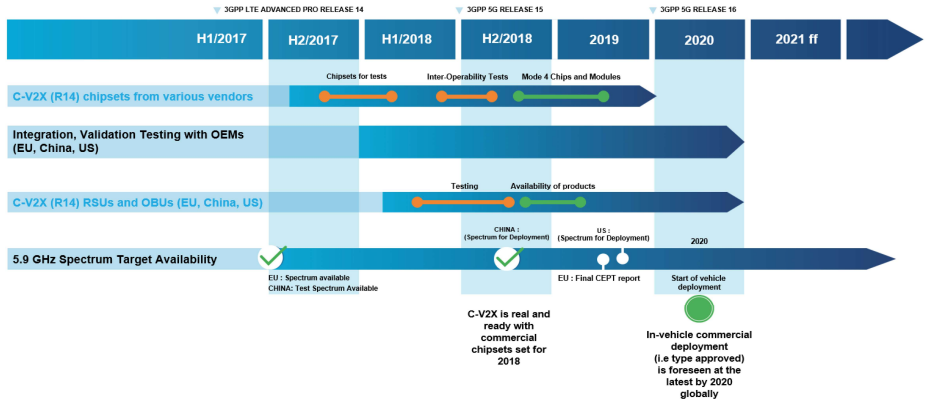 3GPP LTE ADVANCED PRO RELEASE 14
3GPP 5G RELEASE 15
3GPP 5G RELEASE 16
H1/2017
H2/2017
H1/2018
H2/2018
2019
2020
2021 ff
Chipsets for tests
Inter-Operability Tests
Mode 4 Chips and Modules
C-V2X (R14) chipsets from various vendors
Integration, Validation Testing with OEMs
(EU, China, US)
Testing
Availability of products
C-V2X (R14) RSUs and OBUs (EU, China, US)
CHINA :
(Spectrum for Deployment)
US :
(Spectrum for Deployment)
2020
5.9 GHz Spectrum Target Availability
EU : Spectrum available
CHINA: Test Spectrum Available
EU : Final CEPT report
Start of vehicle
deployment
C-V2X is real and
ready with
commercial
chipsets set for
2018
In-vehicle commercial
deployment
(i.e type approved)
is foreseen at the
latest by 2020
globally